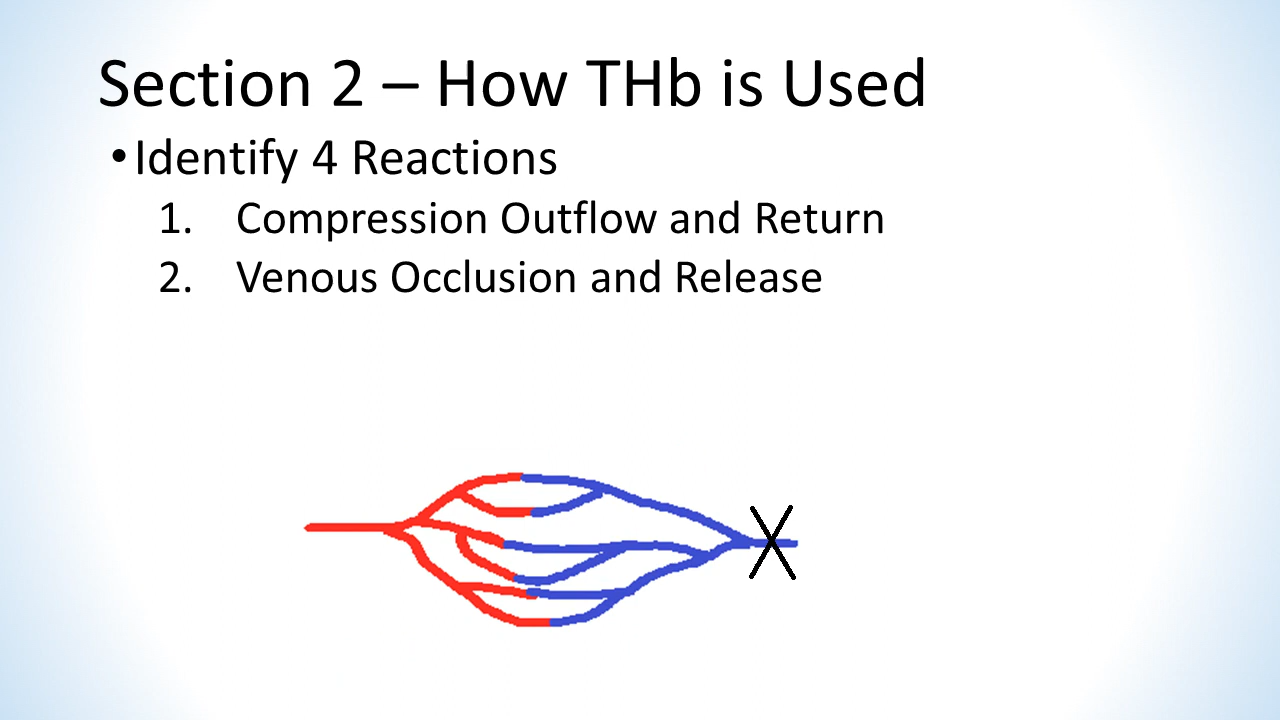 Section 2 – How THb is Used
•Identify 4 Reactions
1. Compression Outflow and Return
2. Venous Occlusion and Release